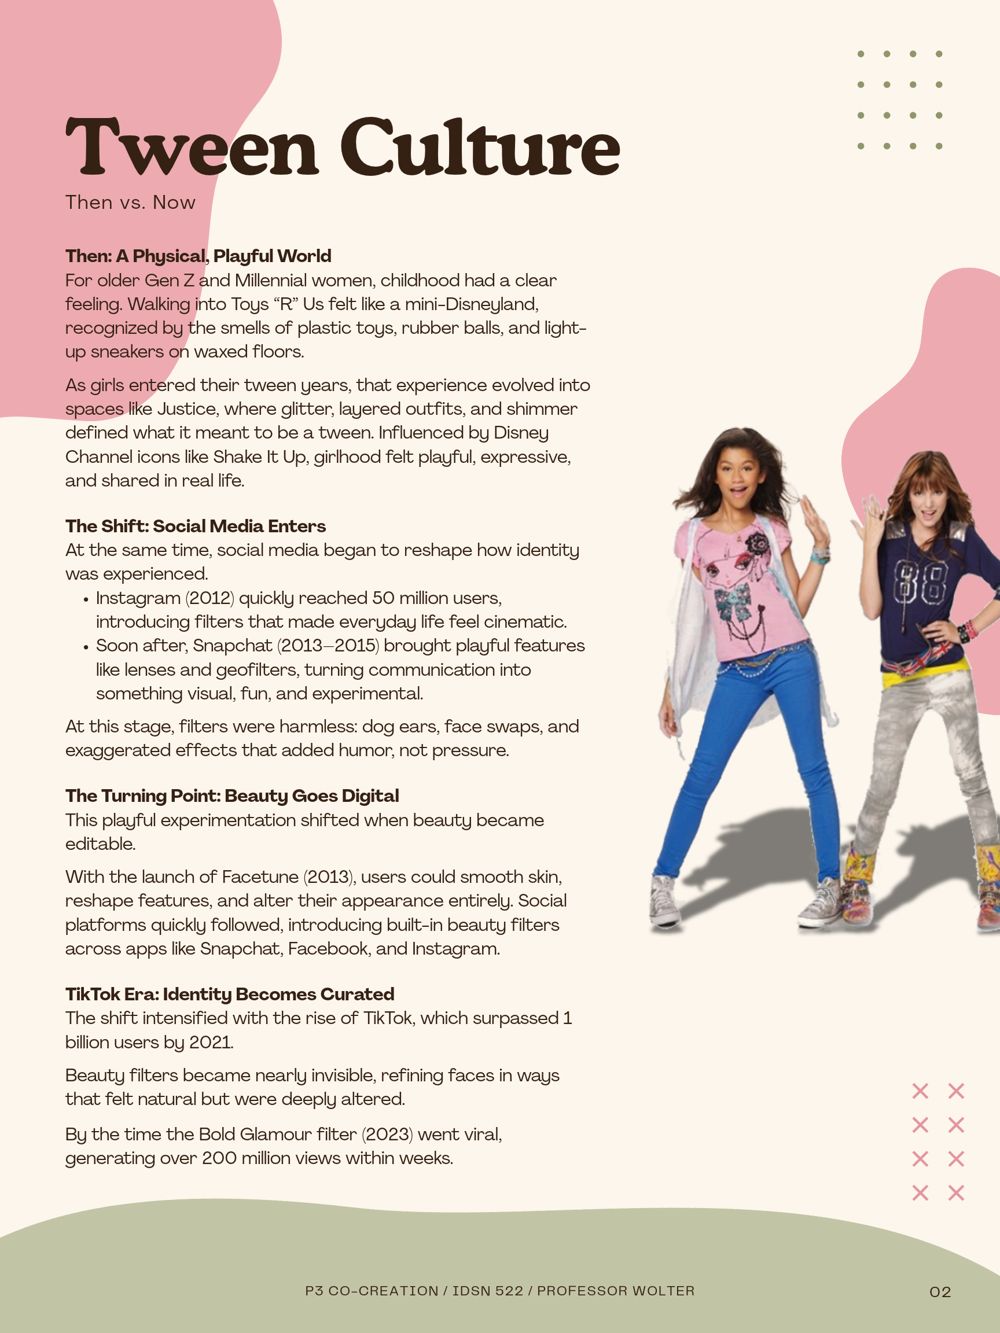 Tween Culture
Then vs. Now
Then: A Physical, Playful World
For older Gen Z and Millennial women, childhood had a clear
feeling. Walking into Toys “R” Us felt like a mini-Disneyland,
recognized by the smells of plastic toys, rubber balls, and light-
up sneakers on waxed floors.
As girls entered their tween years, that experience evolved into
spaces like Justice, where glitter, layered outfits, and shimmer
defined what it meant to be a tween. Influenced by Disney
Channel icons like Shake It Up, girlhood felt playful, expressive,
and shared in real life.
The Shift: Social Media Enters
At the same time, social media began to reshape how identity
was experienced.
• Instagram (2012) quickly reached 50 million users,
introducing filters that made everyday life feel cinematic.
• Soon after, Snapchat (2013–2015) brought playful features
like lenses and geofilters, turning communication into
something visual, fun, and experimental.
At this stage, filters were harmless: dog ears, face swaps, and
exaggerated effects that added humor, not pressure.
The Turning Point: Beauty Goes Digital
This playful experimentation shifted when beauty became
editable.
With the launch of Facetune (2013), users could smooth skin,
reshape features, and alter their appearance entirely. Social
platforms quickly followed, introducing built-in beauty filters
across apps like Snapchat, Facebook, and Instagram.
TikTok Era: Identity Becomes Curated
The shift intensified with the rise of TikTok, which surpassed 1
billion users by 2021.
Beauty filters became nearly invisible, refining faces in ways
that felt natural but were deeply altered.
By the time the Bold Glamour filter (2023) went viral,
generating over 200 million views within weeks.
88
P3 CO-CREATION / IDSN 522 / PROFESSOR WOLTER
02